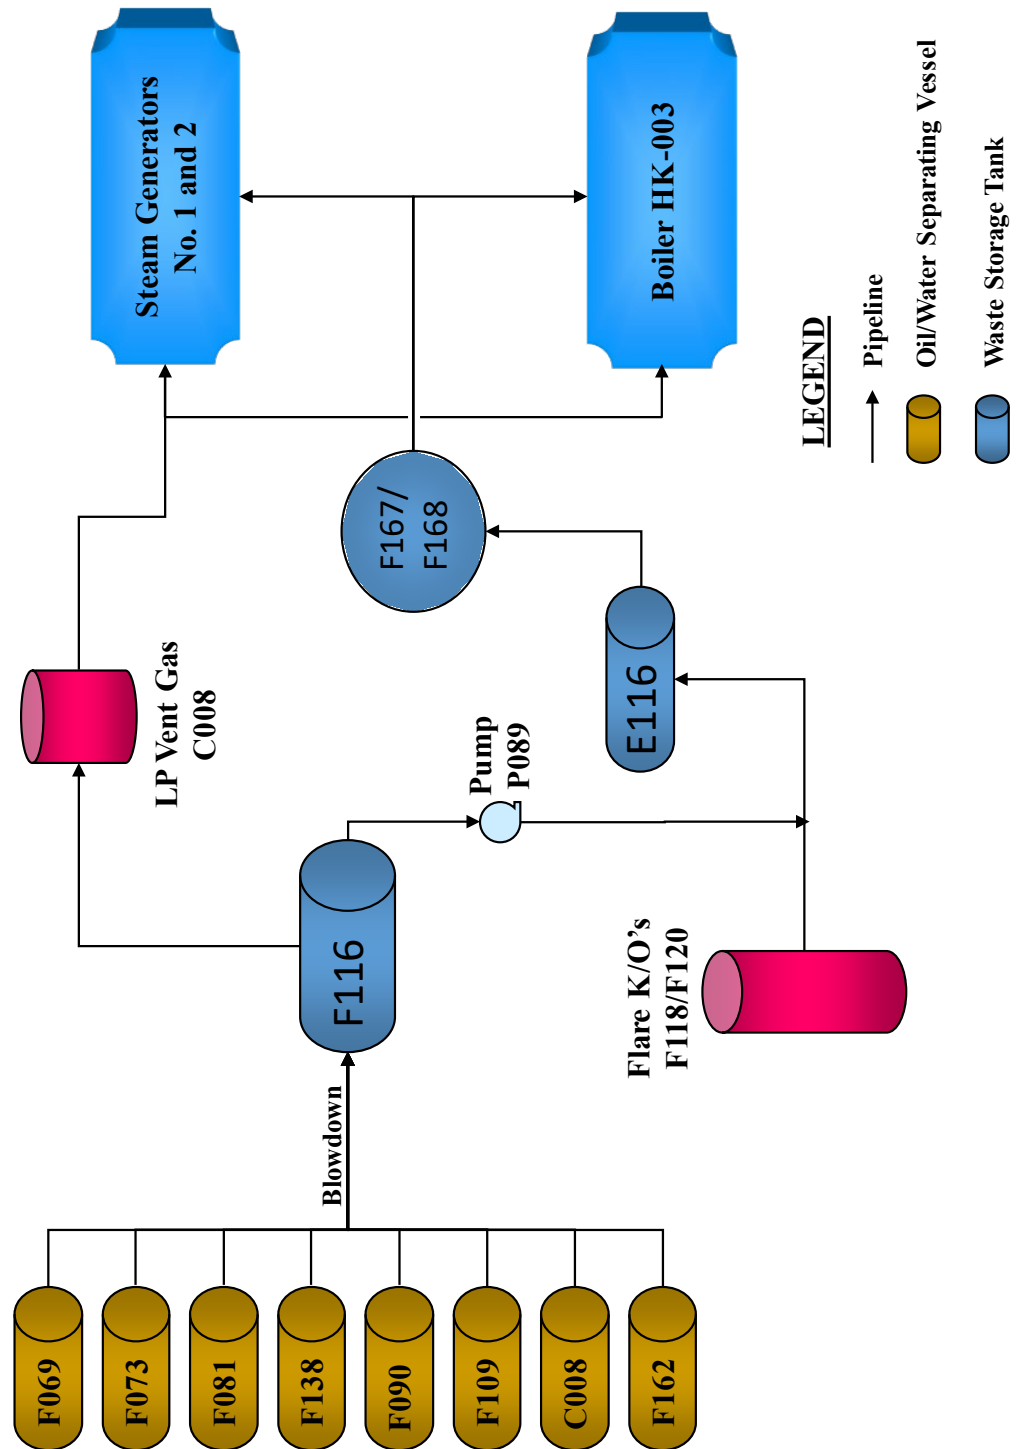 F069
F073
F081
F138
F090
F109
C008
F162
Blowdown
F116
LP Vent Gas
C008
Pump
P089
Flare K/O's
F118/F120
E116
F167/
F168
Steam Generators
No. 1 and 2
Boiler HK-003
LEGEND
Pipeline
Oil/Water Separating Vessel
Waste Storage Tank